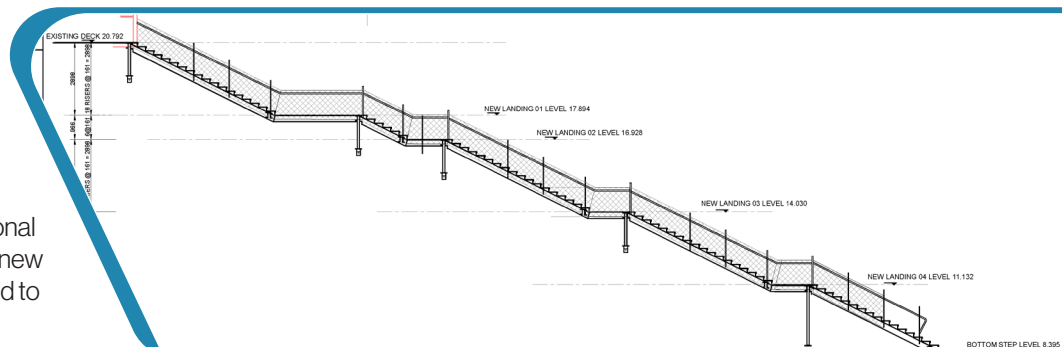 EXISTING DECK 20.792
2898
18 RISERS @ 161 = 2898
966
6@161
RISERS @ 161 = 2898
NEW LANDING 01 LEVEL 17.894
NEW LANDING 02 LEVEL 16.928
NEW LANDING 03 LEVEL 14.030
NEW LANDING 04 LEVEL 11.132
BOTTOM STEP LEVEL 8.395
onal
new
d to